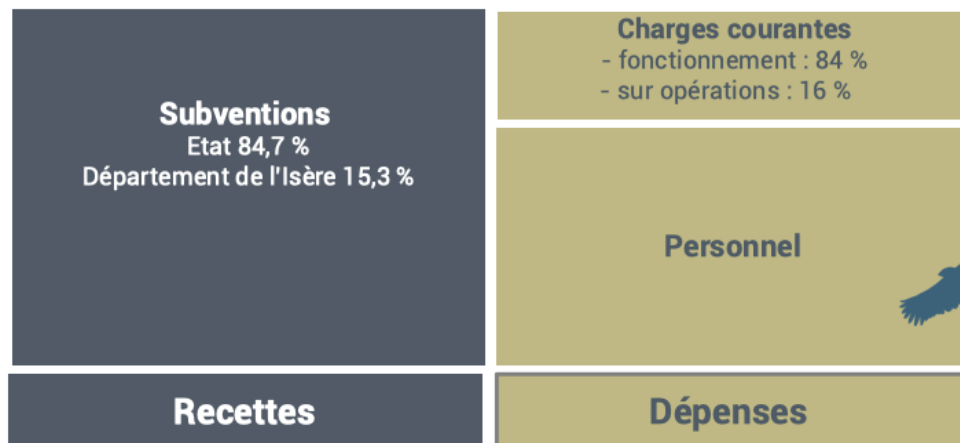 Subventions
Etat 84,7 %
Département de l'Isère 15,3 %
Recettes
Charges courantes
- fonctionnement : 84 %
- sur opérations : 16 %
Personnel
Dépenses